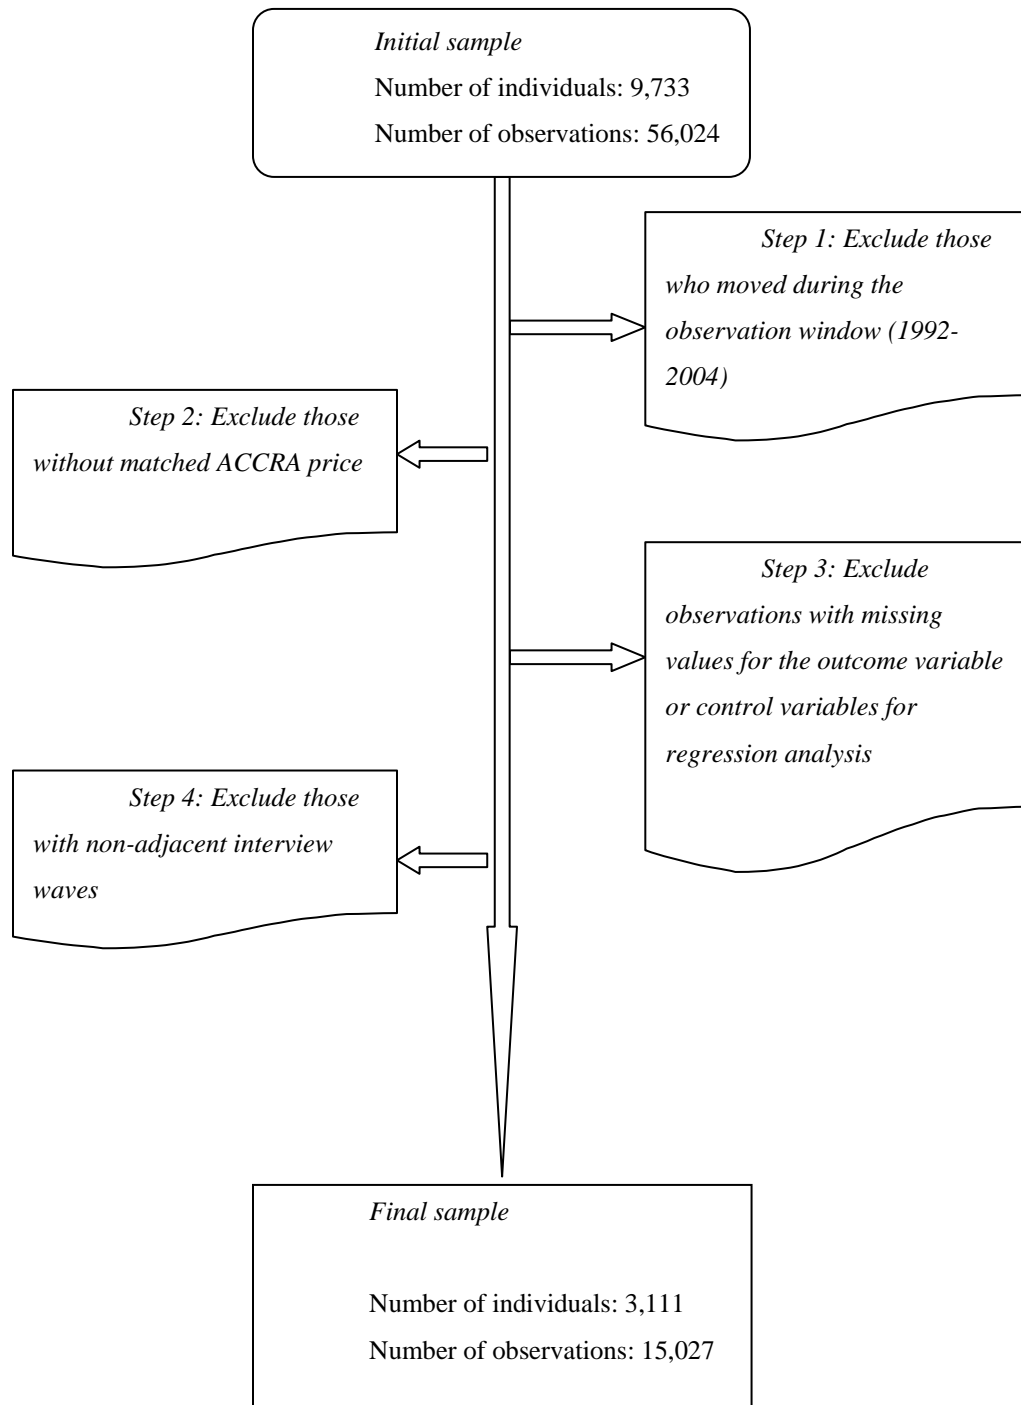 Initial sample
Number of individuals: 9,733
Number of observations: 56,024
Step 1: Exclude those
who moved during the
observation window (1992-
2004)
Step 2: Exclude those
without matched ACCRA price
Step 3: Exclude
observations with missing
values for the outcome variable
or control variables for
regression analysis
Step 4: Exclude those
with non-adjacent interview
waves
Final sample
Number of individuals: 3,111
Number of observations: 15,027